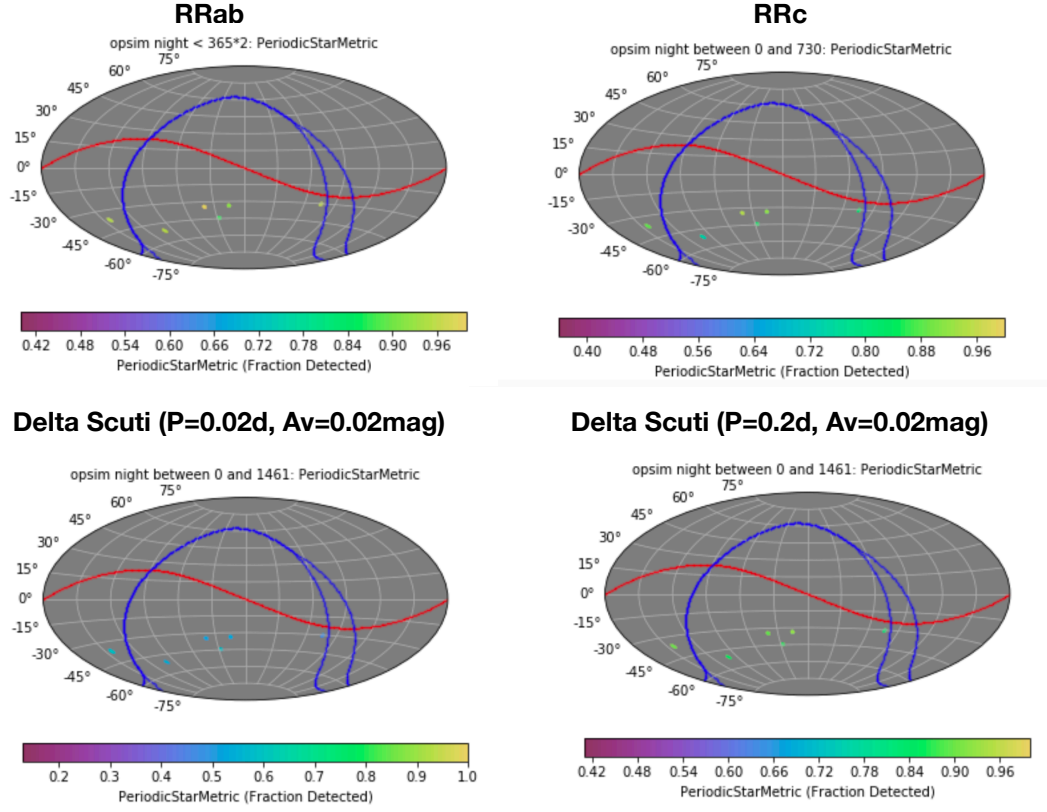 RRab
opsim night < 365*2: PeriodicStarMetric
75°
60°
45°
30°
15°
0°
-15°
-30°
-45°
-60°
-75°
0.42 0.48 0.54 0.60 0.66 0.72 0.78 0.84 0.90 0.96
PeriodicStarMetric (Fraction Detected)
RRc
opsim night between 0 and 730: PeriodicStarMetric
75°
60°
45°
30°
15°
0°
-15°
-30°
-45°
-60°
-75°
0.40 0.48 0.56 0.64 0.72 0.80 0.88 0.96
PeriodicStarMetric (Fraction Detected)
Delta Scuti (P=0.02d, Av=0.02mag)
opsim night between 0 and 1461: PeriodicStarMetric
75°
60°
45°
30°
15°
0°
-15°
-30°
-45°
-60°
-75°
0.2 0.3 0.4 0.5 0.6 0.7 0.8 0.9 1.0
PeriodicStarMetric (Fraction Detected)
Delta Scuti (P=0.2d, Av=0.02mag)
opsim night between 0 and 1461: PeriodicStarMetric
75°
60°
45°
30°
15°
0°
-15°
-30°
-45°
-60°
-75°
0.42 0.48 0.54 0.60 0.66 0.72 0.78 0.84 0.90 0.96
PeriodicStarMetric (Fraction Detected)